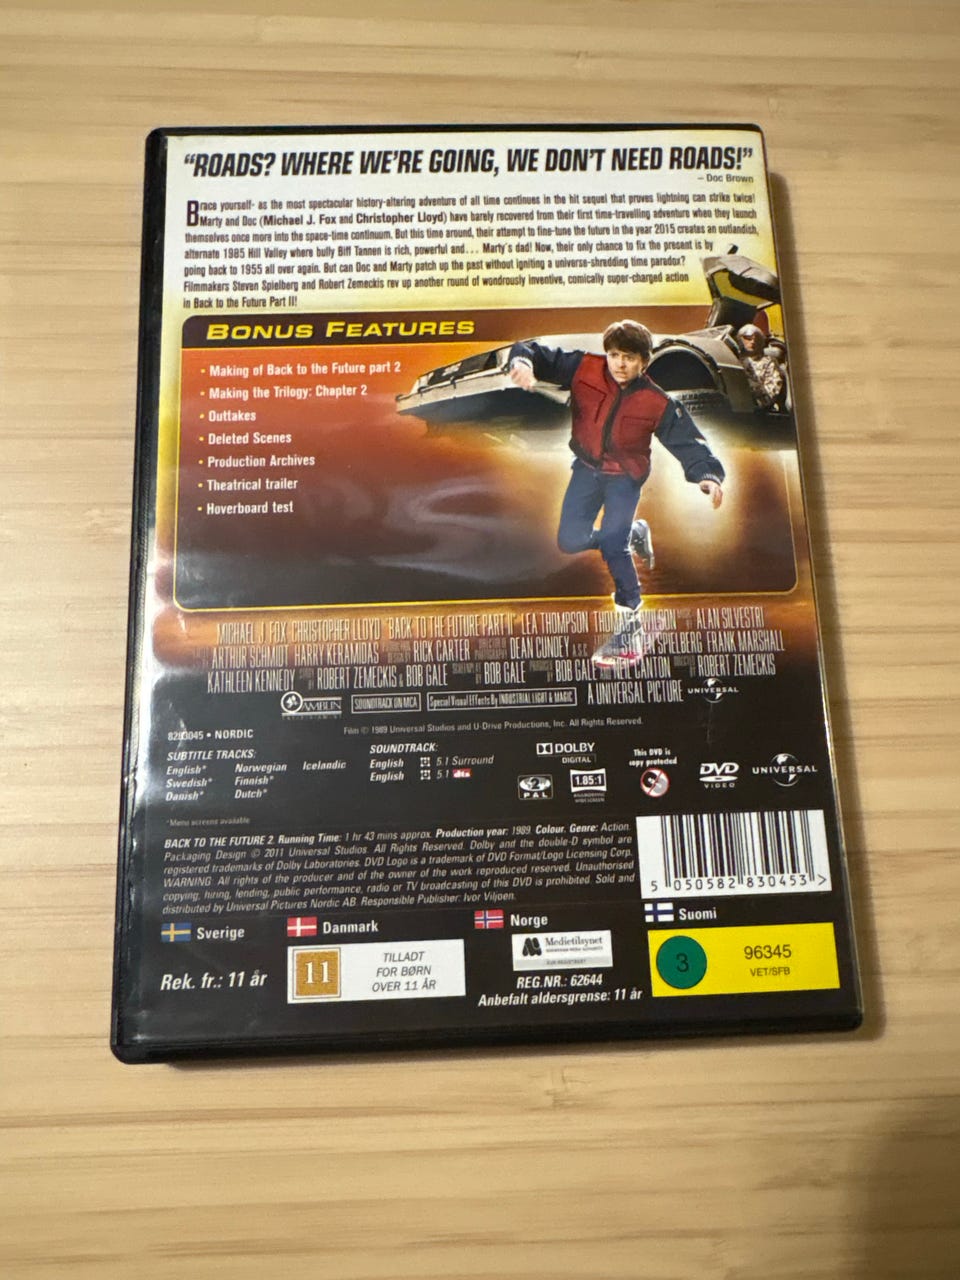 “ROADS? WHERE WE'RE GOING, WE DON'T NEED ROADS!”
– Doc Brown
Brace yourself- as the most spectacular history-altering adventure of all time continues in the hit sequel that proves lightning can strike twice!
Marty and Doc (Michael J. Fox and Christopher Lloyd) have barely recovered from their first time-travelling adventure when they launch
themselves once more into the space-time continuum. But this time around, their attempt to fine-tune the future in the year 2015 creates an outlandish,
alternate 1985 Hill Valley where bully Biff Tannen is rich, powerful and... Marty's dad! Now, their only chance to fix the present is by
going back to 1955 all over again. But can Doc and Marty patch up the past without igniting a universe-shredding time paradox?
Filmmakers Steven Spielberg and Robert Zemeckis rev up another round of wondrously inventive, comically super-charged action
in Back to the Future Part II!
BONUS FEATURES
• Making of Back to the Future part 2
• Making the Trilogy: Chapter 2
• Outtakes
• Deleted Scenes
• Production Archives
• Theatrical trailer
• Hoverboard test
MICHAEL J. FOX CHRISTOPHER LLOYD "BACK TO THE FUTURE PART II" LEA THOMPSON THOMAS WILSON ALAN SILVESTRI
ARTHUR SCHMIDT HARRY KERAMIDAS RICK CARTER DEAN CUNDEY A.S.C. STEVEN SPIELBERG FRANK MARSHALL
KATHLEEN KENNEDY ROBERT ZEMECKIS & BOB GALE BOB GALE BOB GALE AND NEIL CANTON ROBERT ZEMECKIS
AMBLIN SOUNDTRACK ON MCA Special Visual Effects By INDUSTRIAL LIGHT & MAGIC A UNIVERSAL PICTURE UNIVERSAL
Film © 1989 Universal Studios and U-Drive Productions, Inc. All Rights Reserved.
8283045 • NORDIC
SUBTITLE TRACKS:
English* Norwegian Icelandic
Swedish* Finnish*
Danish* Dutch*
*Menu screens available
SOUNDTRACK:
English 5.1 Surround
English 5.1 dts
DOLBY
DIGITAL
PAL
1.85:1
This DVD is
copy protected
DVD
VIDEO
UNIVERSAL
BACK TO THE FUTURE 2. Running Time: 1 hr 43 mins approx. Production year: 1989. Colour. Genre: Action.
Packaging Design © 2011 Universal Studios. All Rights Reserved. Dolby and the double-D symbol are
registered trademarks of Dolby Laboratories. DVD Logo is a trademark of DVD Format/Logo Licensing Corp.
WARNING: All rights of the producer and of the owner of the work reproduced reserved. Unauthorised
copying, hiring, lending, public performance, radio or TV broadcasting of this DVD is prohibited. Sold and
distributed by Universal Pictures Nordic AB. Responsible Publisher: Ivor Viljoen.
5 050582 830453 >
Sverige
Rek. fr.: 11 år
Danmark
11
TILLADT
FOR BØRN
OVER 11 ÅR
Norge
Medietilsynet
REG.NR.: 62644
Anbefalt aldersgrense: 11 år
Suomi
3
96345
VET/SFB